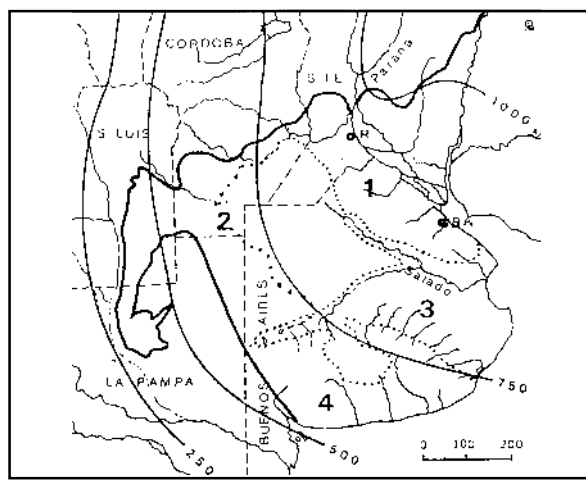 CORDOBA
S. FE
Parana
1000
S. LUIS
R
1
2
BA
Salado
3
BUENOS AIRES
LA PAMPA
4
750
500
250
0 100 200